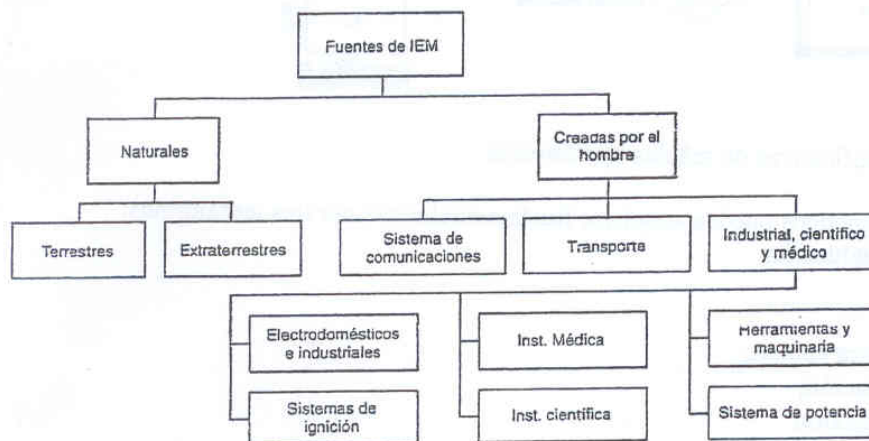 Fuentes de IEM
Naturales
Creadas por el
hombre
Terrestres
Extraterrestres
Sistema de
comunicaciones
Transporte
Industrial, científico
y médico
Electrodomésticos
e industriales
Inst. Médica
Herramientas y
maquinaria
Sistemas de
ignición
Inst. científica
Sistema de potencia